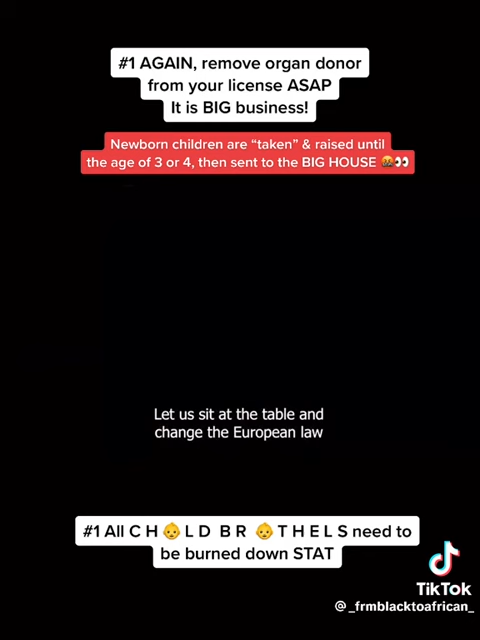 #1 AGAIN, remove organ donor
from your license ASAP
It is BIG business!
Newborn children are “taken” & raised until
the age of 3 or 4, then sent to the BIG HOUSE 🤬👀
Let us sit at the table and
change the European law
#1 All C H 👶 L D B R 👶 T H E L S need to
be burned down STAT
TikTok
@_frmblacktoafrican_